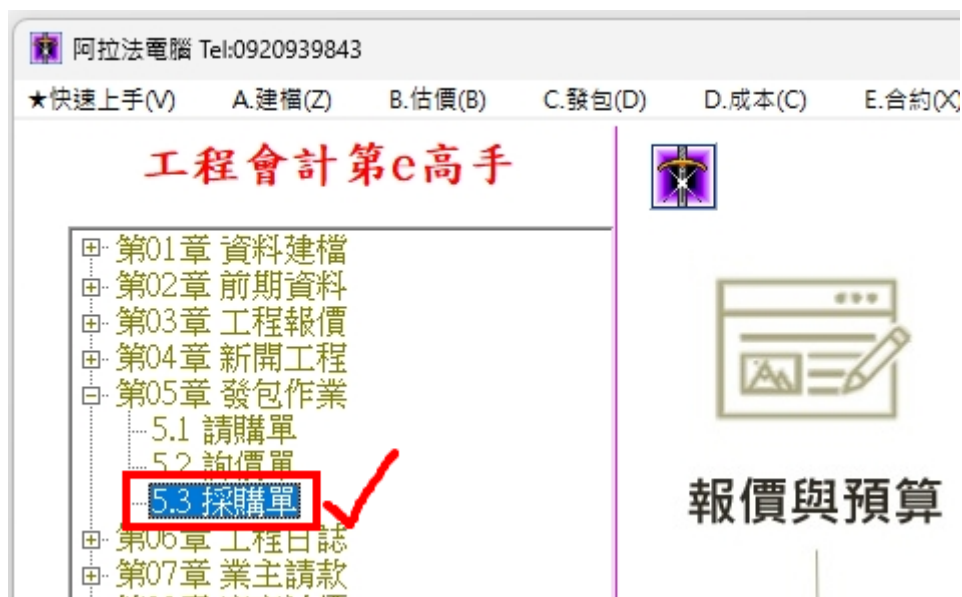 阿拉法電腦 Tel:0920939843
★快速上手(V) A.建檔(Z) B.估價(B) C.發包(D) D.成本(C) E.合約(X)
工程會計第e高手
第01章 資料建檔
第02章 前期資料
第03章 工程報價
第04章 新開工程
第05章 發包作業
5.1 請購單
5.2 詢價單
5.3 採購單
第06章 工程日誌
第07章 業主請款
報價與預算